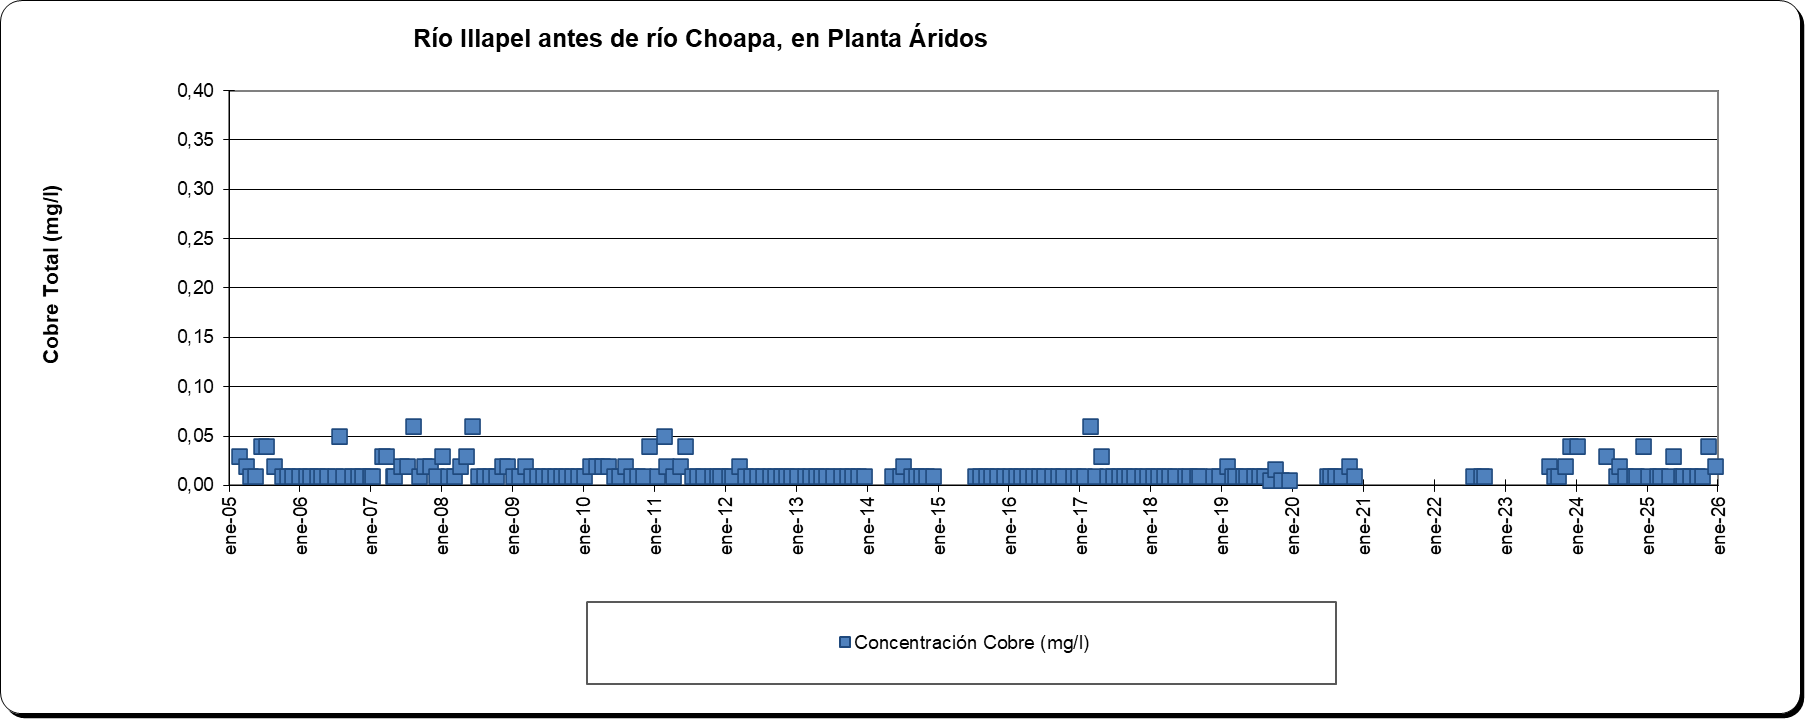 Río Illapel antes de río Choapa, en Planta Áridos
Cobre Total (mg/l)
0,40
0,35
0,30
0,25
0,20
0,15
0,10
0,05
0,00
ene-05
ene-06
ene-07
ene-08
ene-09
ene-10
ene-11
ene-12
ene-13
ene-14
ene-15
ene-16
ene-17
ene-18
ene-19
ene-20
ene-21
ene-22
ene-23
ene-24
ene-25
ene-26
Concentración Cobre (mg/l)